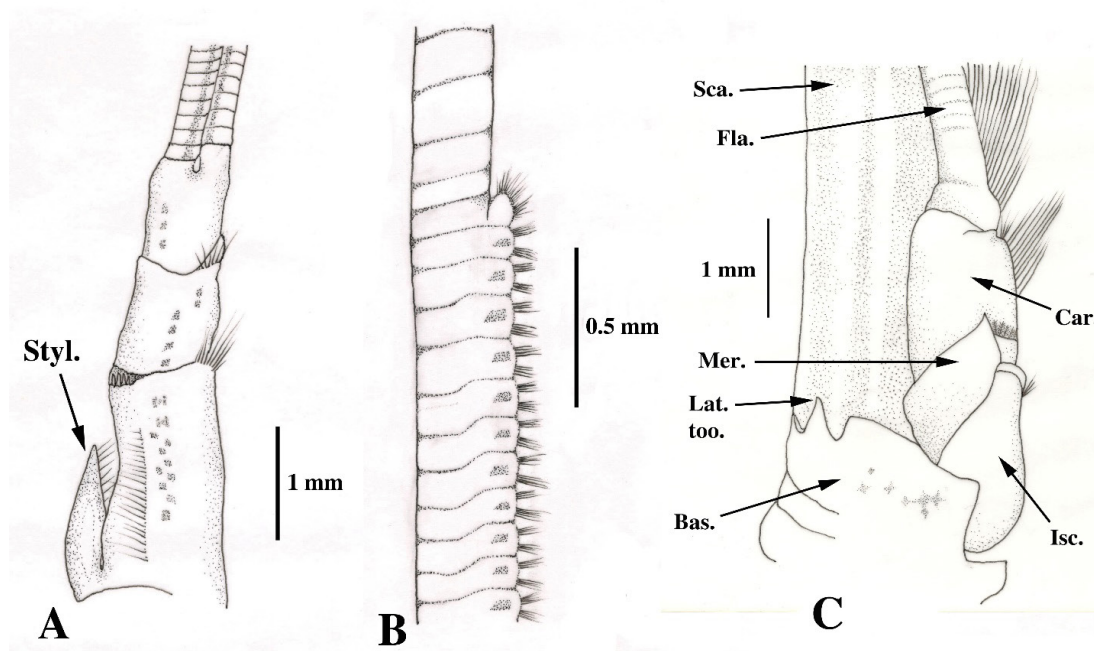 Styl.
1 mm
A
0.5 mm
B
Sca.
Fla.
1 mm
Car
Mer.
Lat.
too.
Bas.
Isc.
C